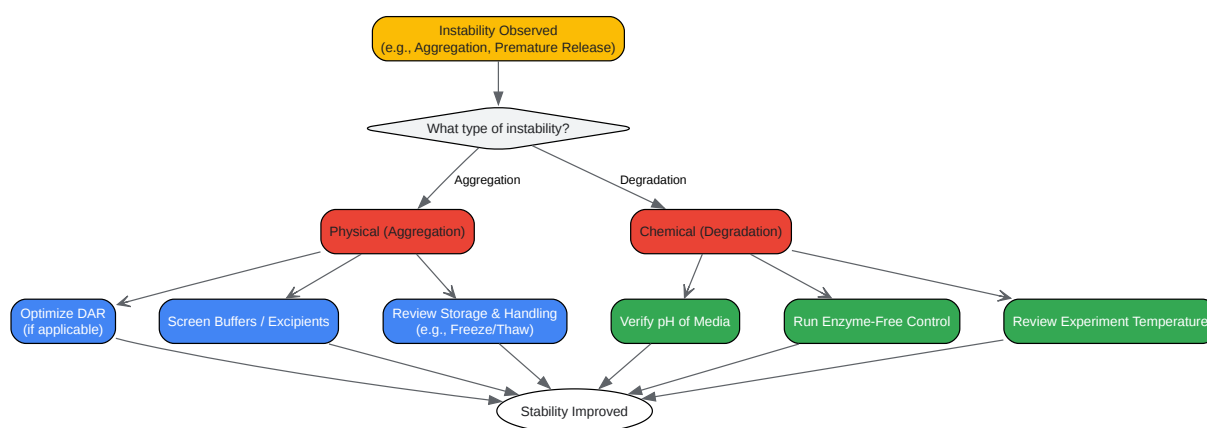 Instability Observed
(e.g., Aggregation, Premature Release)
What type of instability?
Aggregation
Degradation
Physical (Aggregation)
Chemical (Degradation)
Optimize DAR
(if applicable)
Screen Buffers / Excipients
Review Storage & Handling
(e.g., Freeze/Thaw)
Verify pH of Media
Run Enzyme-Free Control
Review Experiment Temperature
Stability Improved